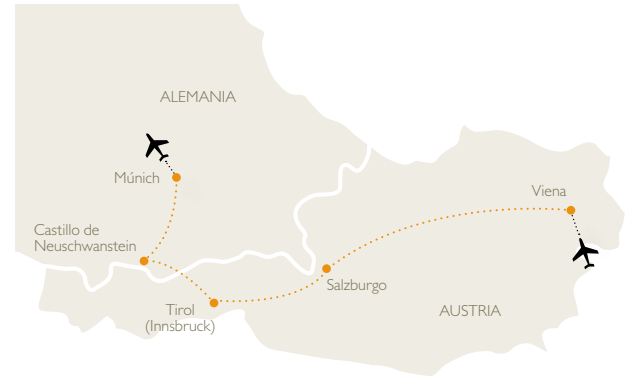 ALEMANIA
Múnich
Viena
Castillo de
Neuschwanstein
Salzburgo
Tirol
(Innsbruck)
AUSTRIA